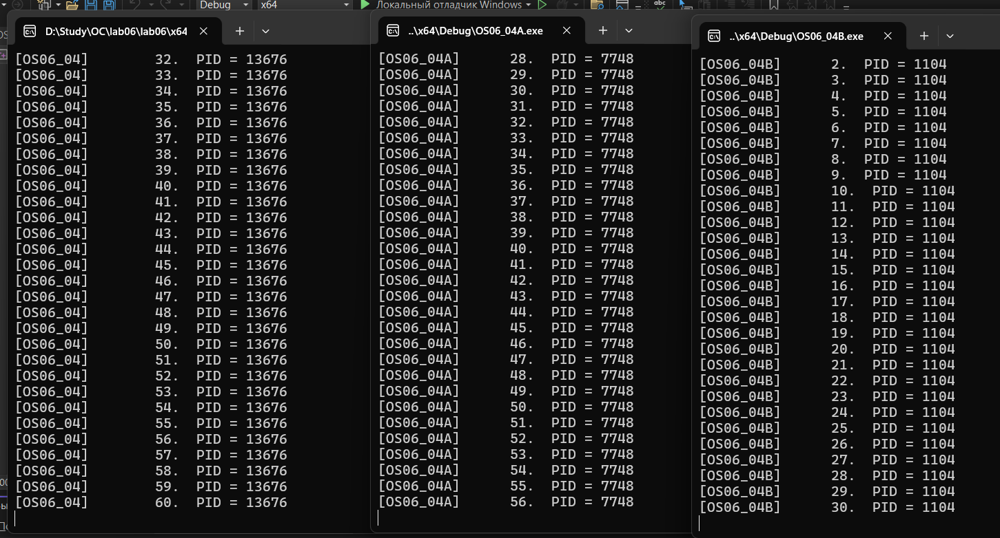 Debug x64 Локальный отладчик Windows
D:\Study\OC\lab06\lab06\x64
[OS06_04] 32. PID = 13676
[OS06_04] 33. PID = 13676
[OS06_04] 34. PID = 13676
[OS06_04] 35. PID = 13676
[OS06_04] 36. PID = 13676
[OS06_04] 37. PID = 13676
[OS06_04] 38. PID = 13676
[OS06_04] 39. PID = 13676
[OS06_04] 40. PID = 13676
[OS06_04] 41. PID = 13676
[OS06_04] 42. PID = 13676
[OS06_04] 43. PID = 13676
[OS06_04] 44. PID = 13676
[OS06_04] 45. PID = 13676
[OS06_04] 46. PID = 13676
[OS06_04] 47. PID = 13676
[OS06_04] 48. PID = 13676
[OS06_04] 49. PID = 13676
[OS06_04] 50. PID = 13676
[OS06_04] 51. PID = 13676
[OS06_04] 52. PID = 13676
[OS06_04] 53. PID = 13676
[OS06_04] 54. PID = 13676
[OS06_04] 55. PID = 13676
[OS06_04] 56. PID = 13676
[OS06_04] 57. PID = 13676
[OS06_04] 58. PID = 13676
[OS06_04] 59. PID = 13676
[OS06_04] 60. PID = 13676
..\x64\Debug\OS06_04A.exe
[OS06_04A] 28. PID = 7748
[OS06_04A] 29. PID = 7748
[OS06_04A] 30. PID = 7748
[OS06_04A] 31. PID = 7748
[OS06_04A] 32. PID = 7748
[OS06_04A] 33. PID = 7748
[OS06_04A] 34. PID = 7748
[OS06_04A] 35. PID = 7748
[OS06_04A] 36. PID = 7748
[OS06_04A] 37. PID = 7748
[OS06_04A] 38. PID = 7748
[OS06_04A] 39. PID = 7748
[OS06_04A] 40. PID = 7748
[OS06_04A] 41. PID = 7748
[OS06_04A] 42. PID = 7748
[OS06_04A] 43. PID = 7748
[OS06_04A] 44. PID = 7748
[OS06_04A] 45. PID = 7748
[OS06_04A] 46. PID = 7748
[OS06_04A] 47. PID = 7748
[OS06_04A] 48. PID = 7748
[OS06_04A] 49. PID = 7748
[OS06_04A] 50. PID = 7748
[OS06_04A] 51. PID = 7748
[OS06_04A] 52. PID = 7748
[OS06_04A] 53. PID = 7748
[OS06_04A] 54. PID = 7748
[OS06_04A] 55. PID = 7748
[OS06_04A] 56. PID = 7748
..\x64\Debug\OS06_04B.exe
[OS06_04B] 2. PID = 1104
[OS06_04B] 3. PID = 1104
[OS06_04B] 4. PID = 1104
[OS06_04B] 5. PID = 1104
[OS06_04B] 6. PID = 1104
[OS06_04B] 7. PID = 1104
[OS06_04B] 8. PID = 1104
[OS06_04B] 9. PID = 1104
[OS06_04B] 10. PID = 1104
[OS06_04B] 11. PID = 1104
[OS06_04B] 12. PID = 1104
[OS06_04B] 13. PID = 1104
[OS06_04B] 14. PID = 1104
[OS06_04B] 15. PID = 1104
[OS06_04B] 16. PID = 1104
[OS06_04B] 17. PID = 1104
[OS06_04B] 18. PID = 1104
[OS06_04B] 19. PID = 1104
[OS06_04B] 20. PID = 1104
[OS06_04B] 21. PID = 1104
[OS06_04B] 22. PID = 1104
[OS06_04B] 23. PID = 1104
[OS06_04B] 24. PID = 1104
[OS06_04B] 25. PID = 1104
[OS06_04B] 26. PID = 1104
[OS06_04B] 27. PID = 1104
[OS06_04B] 28. PID = 1104
[OS06_04B] 29. PID = 1104
[OS06_04B] 30. PID = 1104